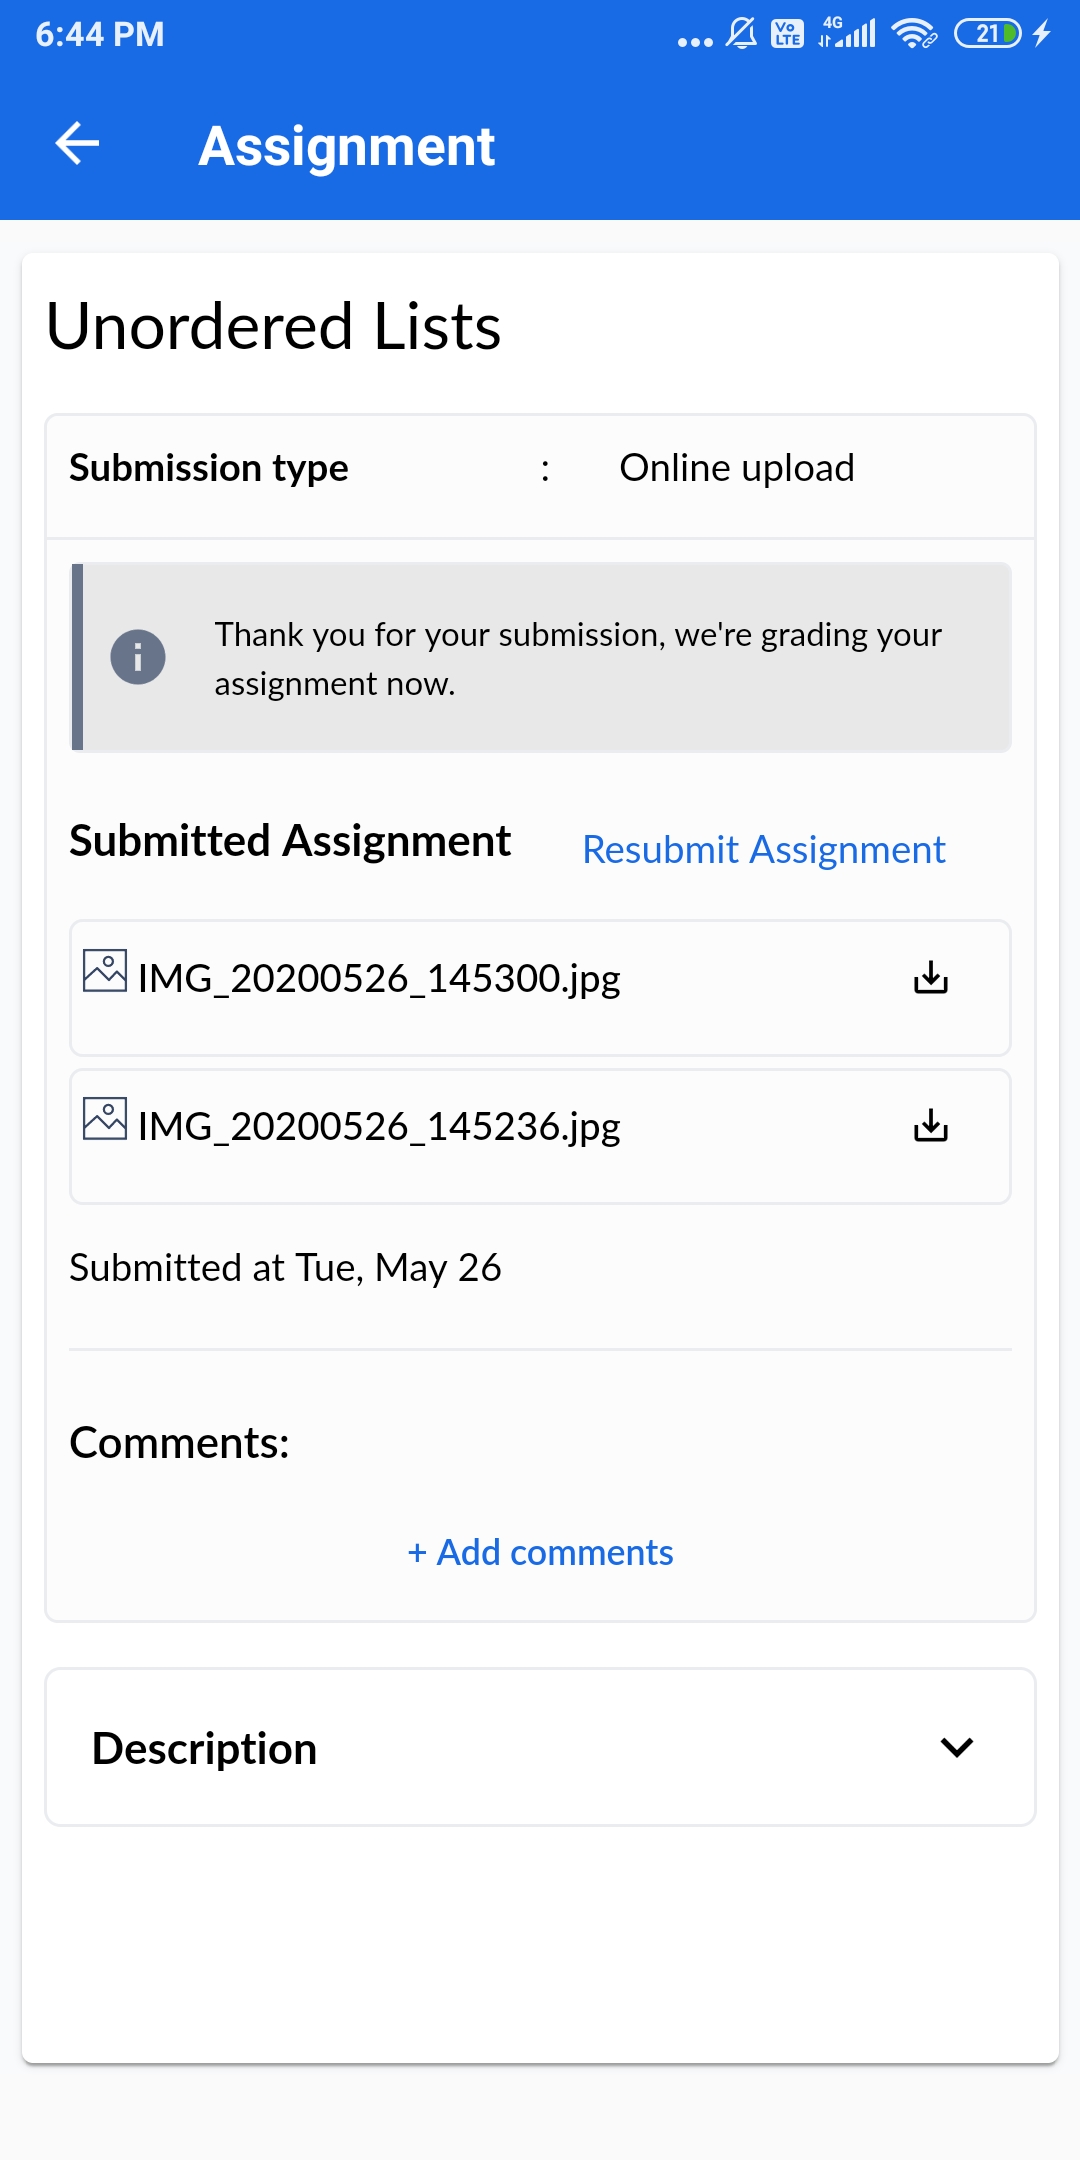 6:44 PM
Vo LTE 4G 21
Assignment
Unordered Lists
Submission type : Online upload
Thank you for your submission, we're grading your
assignment now.
Submitted Assignment Resubmit Assignment
IMG_20200526_145300.jpg
IMG_20200526_145236.jpg
Submitted at Tue, May 26
Comments:
+ Add comments
Description